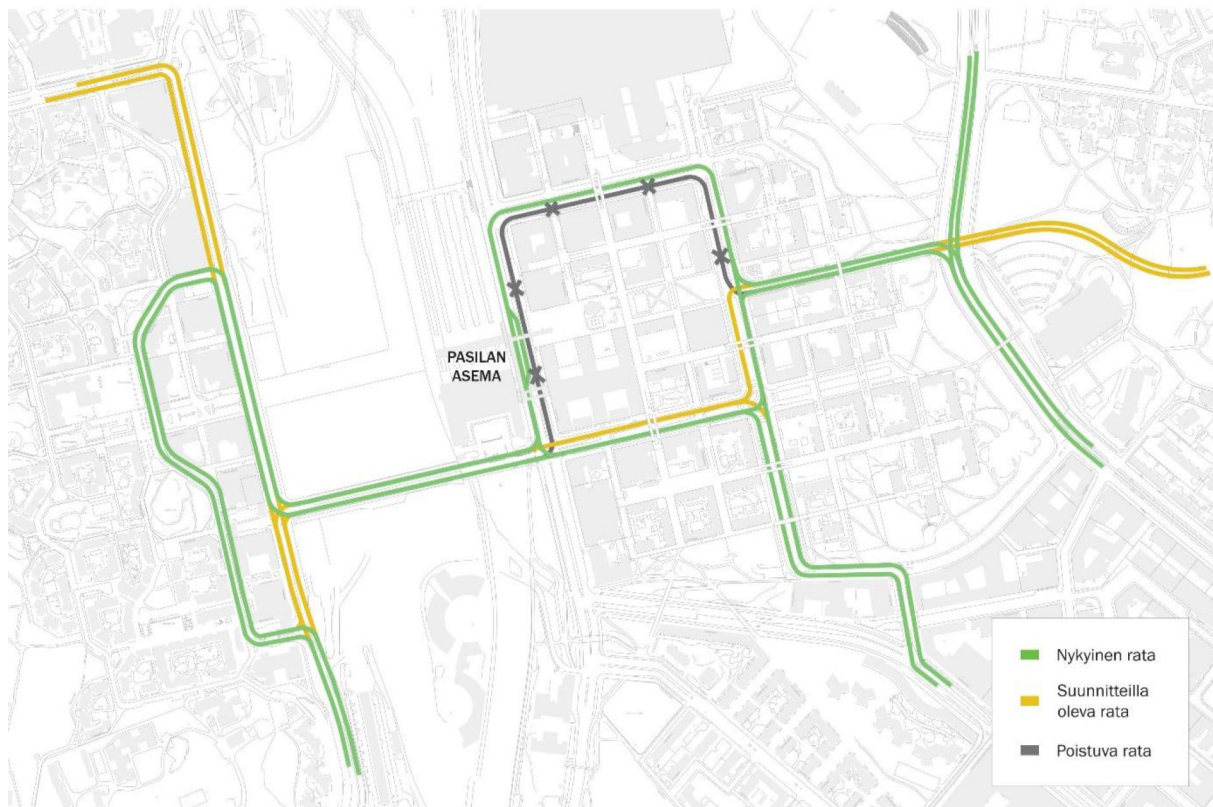 PASILAN
ASEMA
Nykyinen rata
Suunnitteilla
oleva rata
Poistuva rata